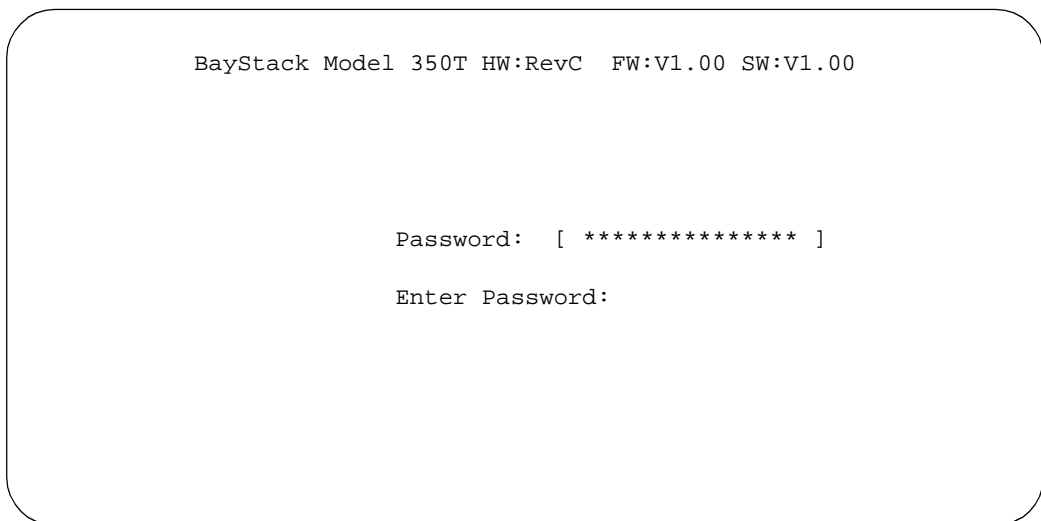 BayStack Model 350T HW:RevC  FW:V1.00 SW:V1.00
Password:  [ *************** ]
Enter Password: